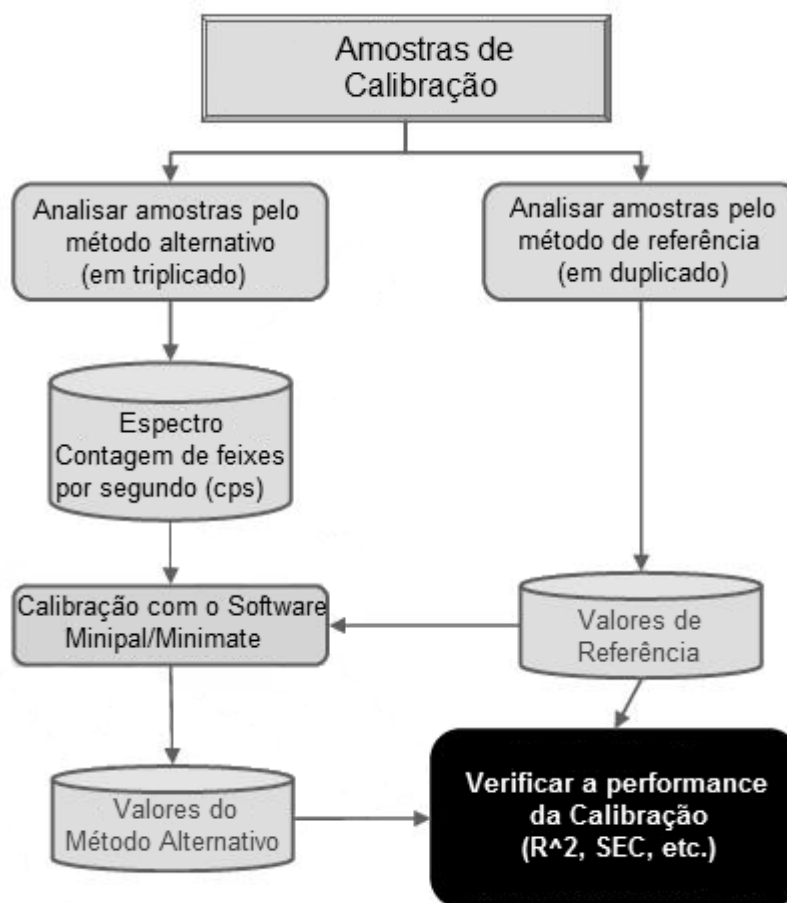 Amostras de
Calibração
Analisar amostras pelo
método alternativo
(em triplicado)
Analisar amostras pelo
método de referência
(em duplicado)
Espectro
Contagem de feixes
por segundo (cps)
Calibração com o Software
Minipal/Minimate
Valores de
Referência
Valores do
Método Alternativo
Verificar a performance
da Calibração
(R^2, SEC, etc.)